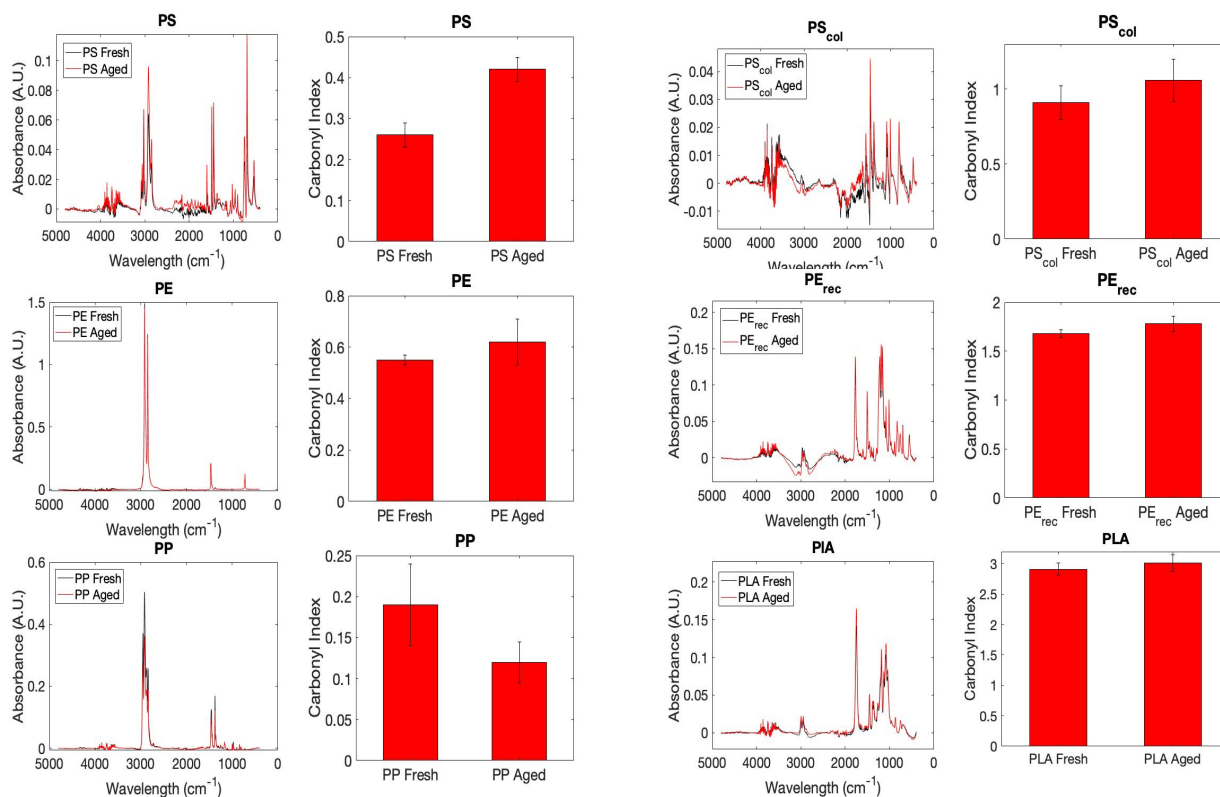 PS
PS Fresh
PS Aged
Absorbance (A.U.)
0.1
0.08
0.06
0.04
0.02
0
5000 4000 3000 2000 1000 0
Wavelength (cm-1)
PS
Carbonyl Index
0.5
0.4
0.3
0.2
0.1
0
PS Fresh PS Aged
PScol
PScol Fresh
PScol Aged
Absorbance (A.U.)
0.04
0.03
0.02
0.01
0
-0.01
5000 4000 3000 2000 1000 0
Wavelength (cm-1)
PScol
Carbonyl Index
1
0.5
0
PScol Fresh PScol Aged
PE
PE Fresh
PE Aged
Absorbance (A.U.)
1.5
1
0.5
0
5000 4000 3000 2000 1000 0
Wavelength (cm-1)
PE
Carbonyl Index
0.8
0.6
0.4
0.2
0
PE Fresh PE Aged
PErec
PErec Fresh
PErec Aged
Absorbance (A.U.)
0.2
0.15
0.1
0.05
0
5000 4000 3000 2000 1000 0
Wavelength (cm-1)
PErec
Carbonyl Index
2
1.5
1
0.5
0
PErec Fresh PErec Aged
PP
PP Fresh
PP Aged
Absorbance (A.U.)
0.6
0.4
0.2
0
5000 4000 3000 2000 1000 0
Wavelength (cm-1)
PP
Carbonyl Index
0.25
0.2
0.15
0.1
0.05
0
PP Fresh PP Aged
PlA
PLA Fresh
PLA Aged
Absorbance (A.U.)
0.2
0.15
0.1
0.05
0
5000 4000 3000 2000 1000 0
Wavelength (cm-1)
PLA
Carbonyl Index
3
2.5
2
1.5
1
0.5
0
PLA Fresh PLA Aged